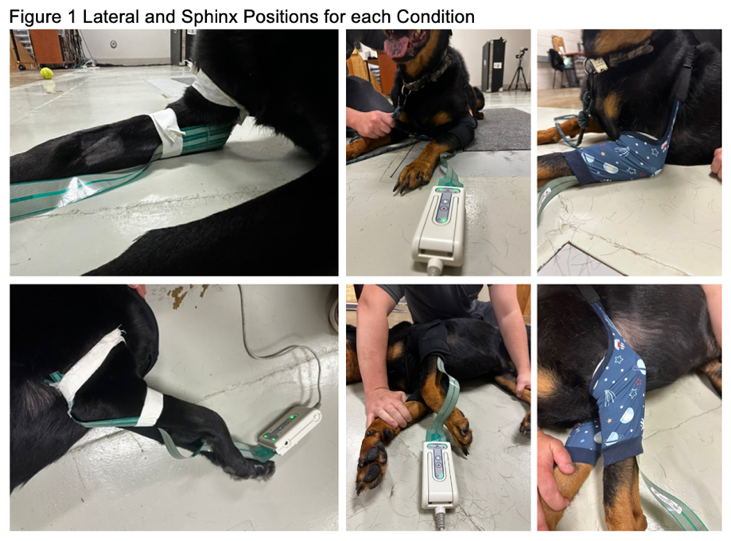 Figure 1 Lateral and Sphinx Positions for each Condition